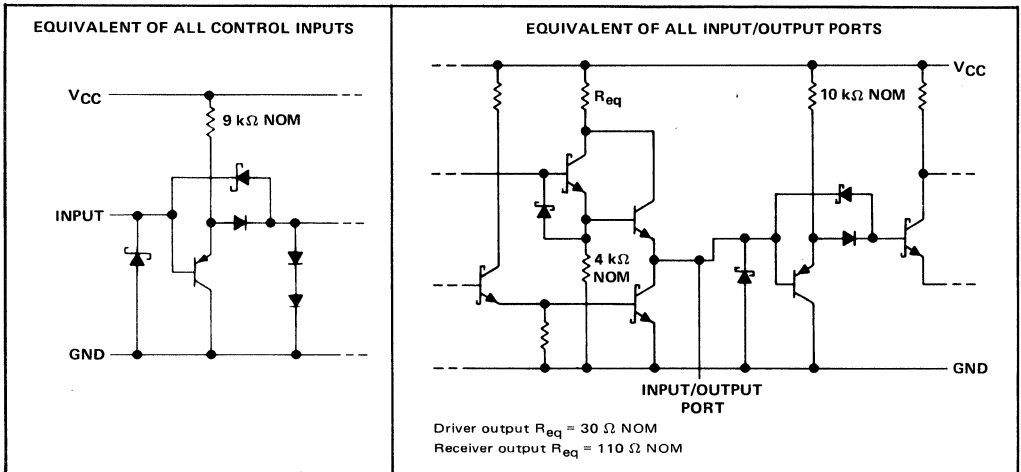 EQUIVALENT OF ALL CONTROL INPUTS
VCC
9 kΩ NOM
INPUT
GND
EQUIVALENT OF ALL INPUT/OUTPUT PORTS
VCC
Req
10 kΩ NOM
4 kΩ
NOM
GND
INPUT/OUTPUT
PORT
Driver output Req = 30 Ω NOM
Receiver output Req = 110 Ω NOM